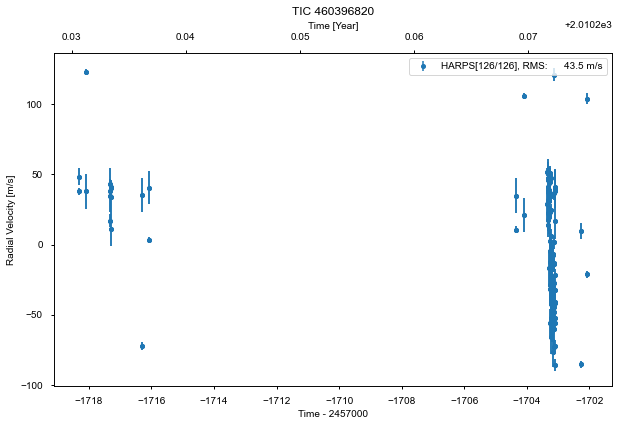 TIC 460396820
Time [Year]
0.03 0.04 0.05 0.06 0.07
+2.0102e3
HARPS[126/126], RMS: 43.5 m/s
Radial Velocity [m/s]
100
50
0
−50
−100
−1718 −1716 −1714 −1712 −1710 −1708 −1706 −1704 −1702
Time - 2457000